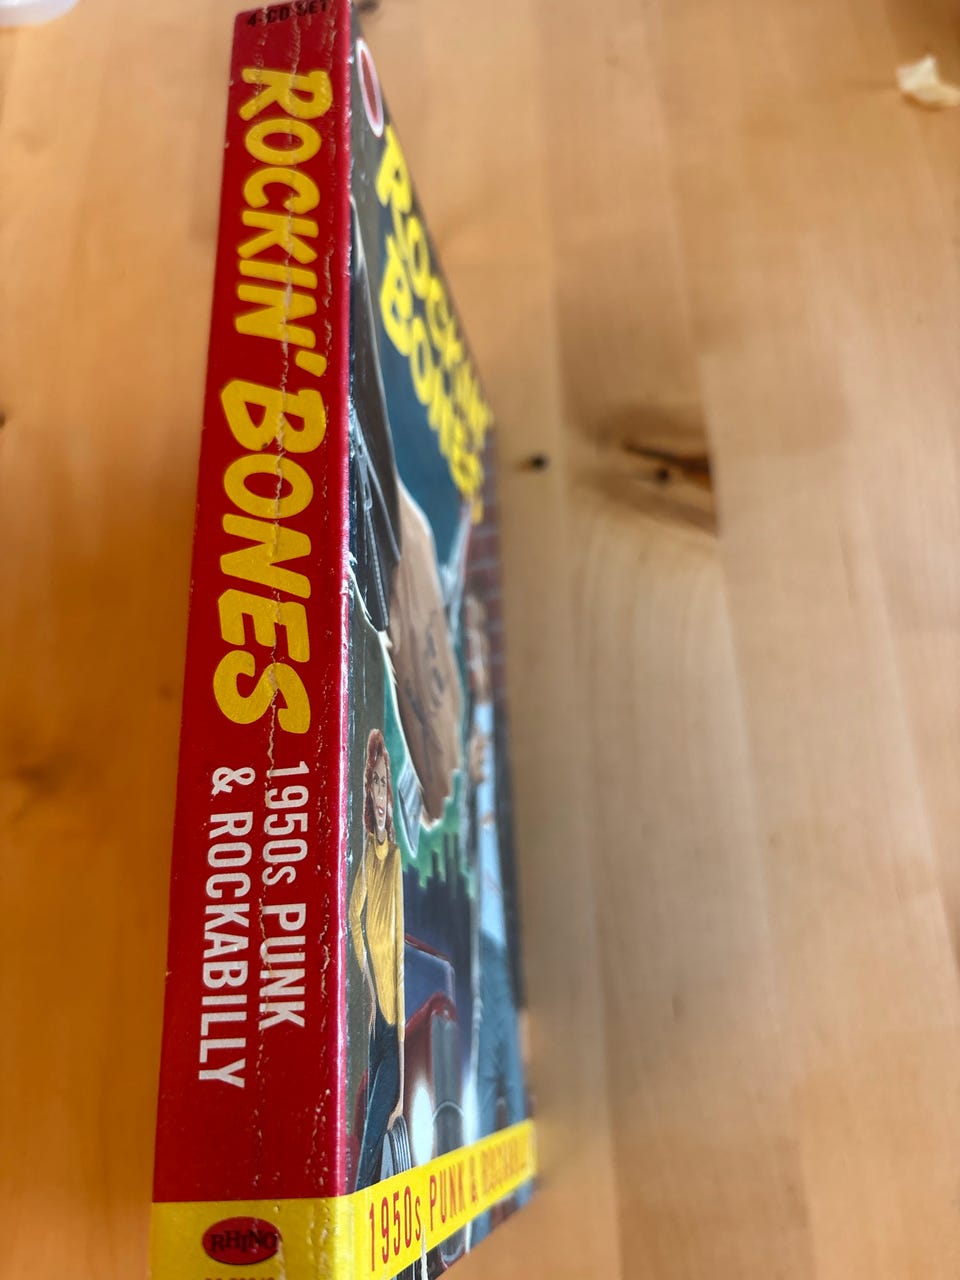 4-CD SET
ROCKIN' BONES
1950s PUNK
& ROCKABILLY
RHINO
ROCKIN'
BONES
1950s PUNK & ROCKABILLY